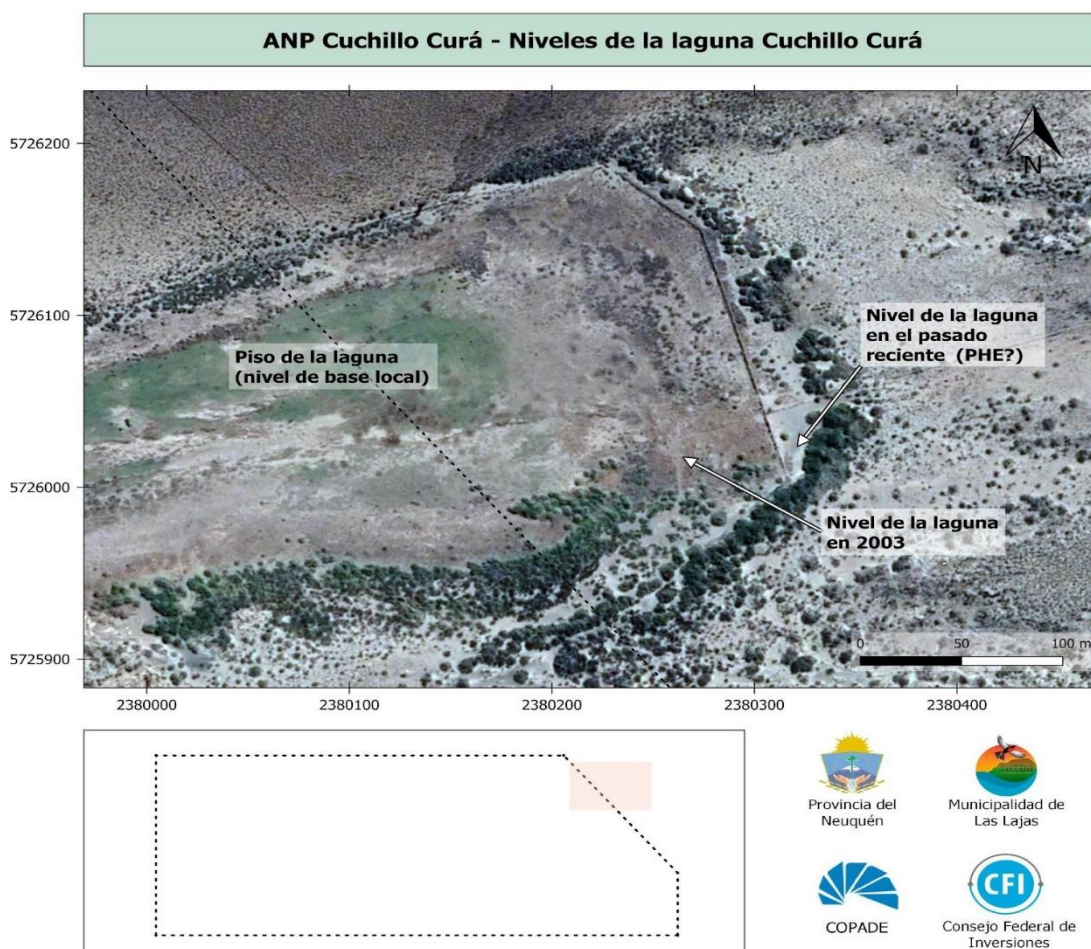 ANP Cuchillo Curá - Niveles de la laguna Cuchillo Curá
5726200
5726100
5726000
5725900
N
Piso de la laguna
(nivel de base local)
Nivel de la laguna
en el pasado
reciente (PHE?)
Nivel de la laguna
en 2003
0 50 100 m
2380000 2380100 2380200 2380300 2380400
Provincia del
Neuquén
Municipalidad de
Las Lajas
COPADE
CFI
Consejo Federal de
Inversiones